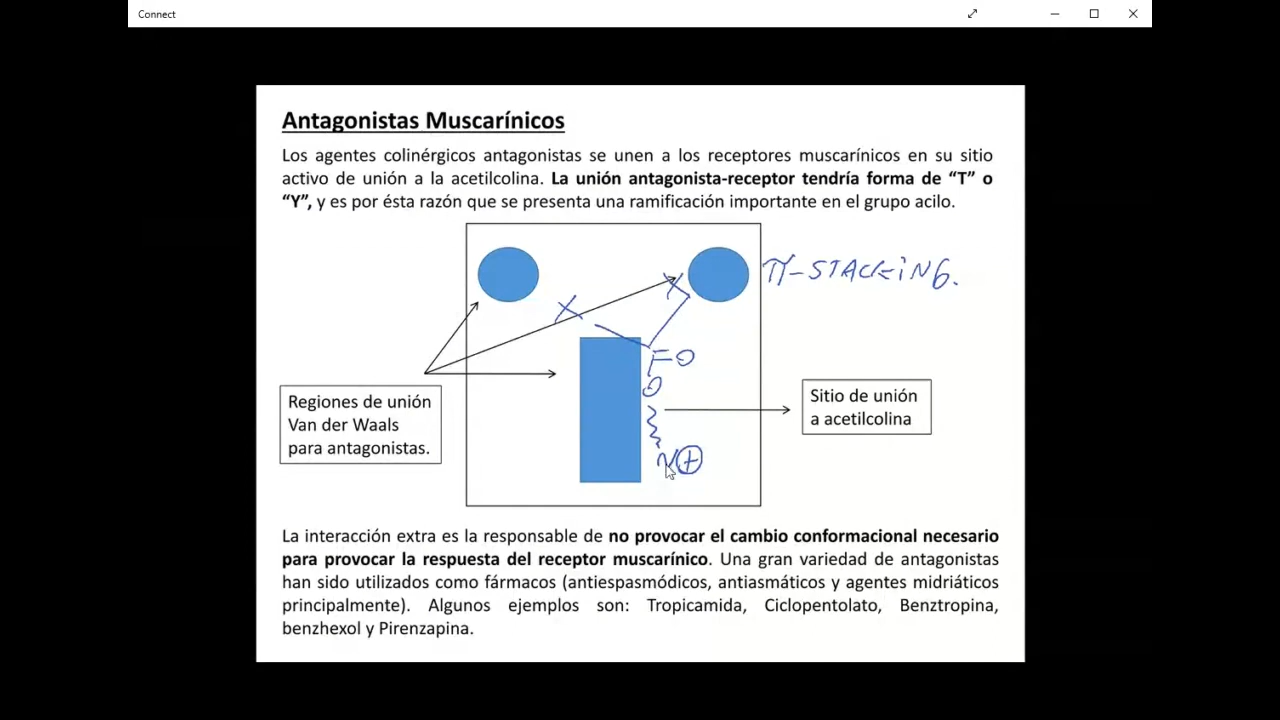 Connect
Antagonistas Muscarínicos
Los agentes colinérgicos antagonistas se unen a los receptores muscarínicos en su sitio
activo de unión a la acetilcolina. La unión antagonista-receptor tendría forma de “T” o
“Y”, y es por ésta razón que se presenta una ramificación importante en el grupo acilo.
π-STACKING.
X
X
O
O
N+
Regiones de unión
Van der Waals
para antagonistas.
Sitio de unión
a acetilcolina
La interacción extra es la responsable de no provocar el cambio conformacional necesario
para provocar la respuesta del receptor muscarínico. Una gran variedad de antagonistas
han sido utilizados como fármacos (antiespasmódicos, antiasmáticos y agentes midriáticos
principalmente). Algunos ejemplos son: Tropicamida, Ciclopentolato, Benztropina,
benzhexol y Pirenzapina.